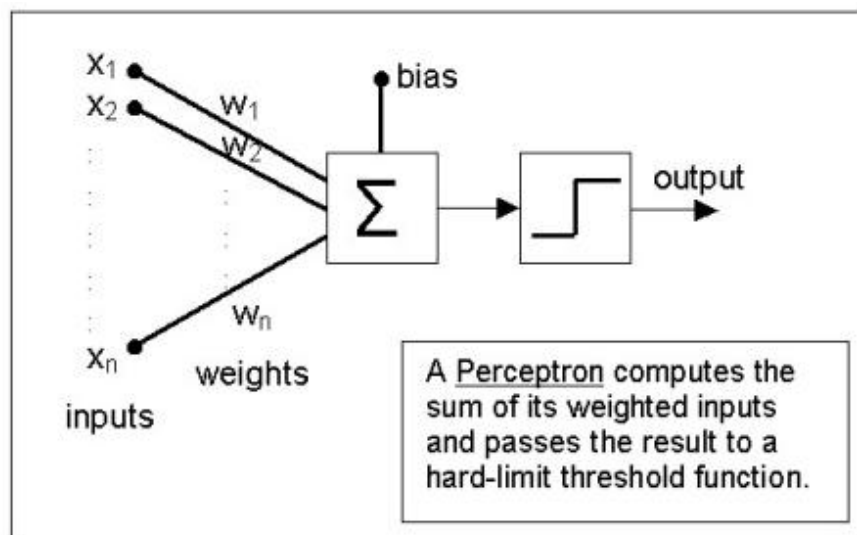 x₁
bias
w₁
x₂
w₂
Σ
output
wₙ
xₙ
weights
inputs
A Perceptron computes the
sum of its weighted inputs
and passes the result to a
hard-limit threshold function.